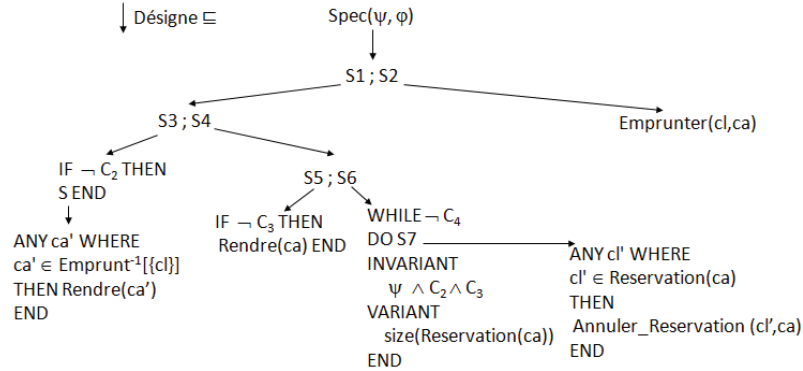 Désigne ⊑
Spec(ψ, φ)
S1 ; S2
S3 ; S4
Emprunter(cl,ca)
IF ¬ C₂ THEN
S END
S5 ; S6
ANY ca' WHERE
ca' ∈ Emprunt⁻¹[{cl}]
THEN Rendre(ca’)
END
IF ¬ C₃ THEN
Rendre(ca) END
WHILE ¬ C₄
DO S7
INVARIANT
ψ ∧ C₂ ∧ C₃
VARIANT
size(Reservation(ca))
END
ANY cl' WHERE
cl' ∈ Reservation(ca)
THEN
Annuler_Reservation (cl’,ca)
END